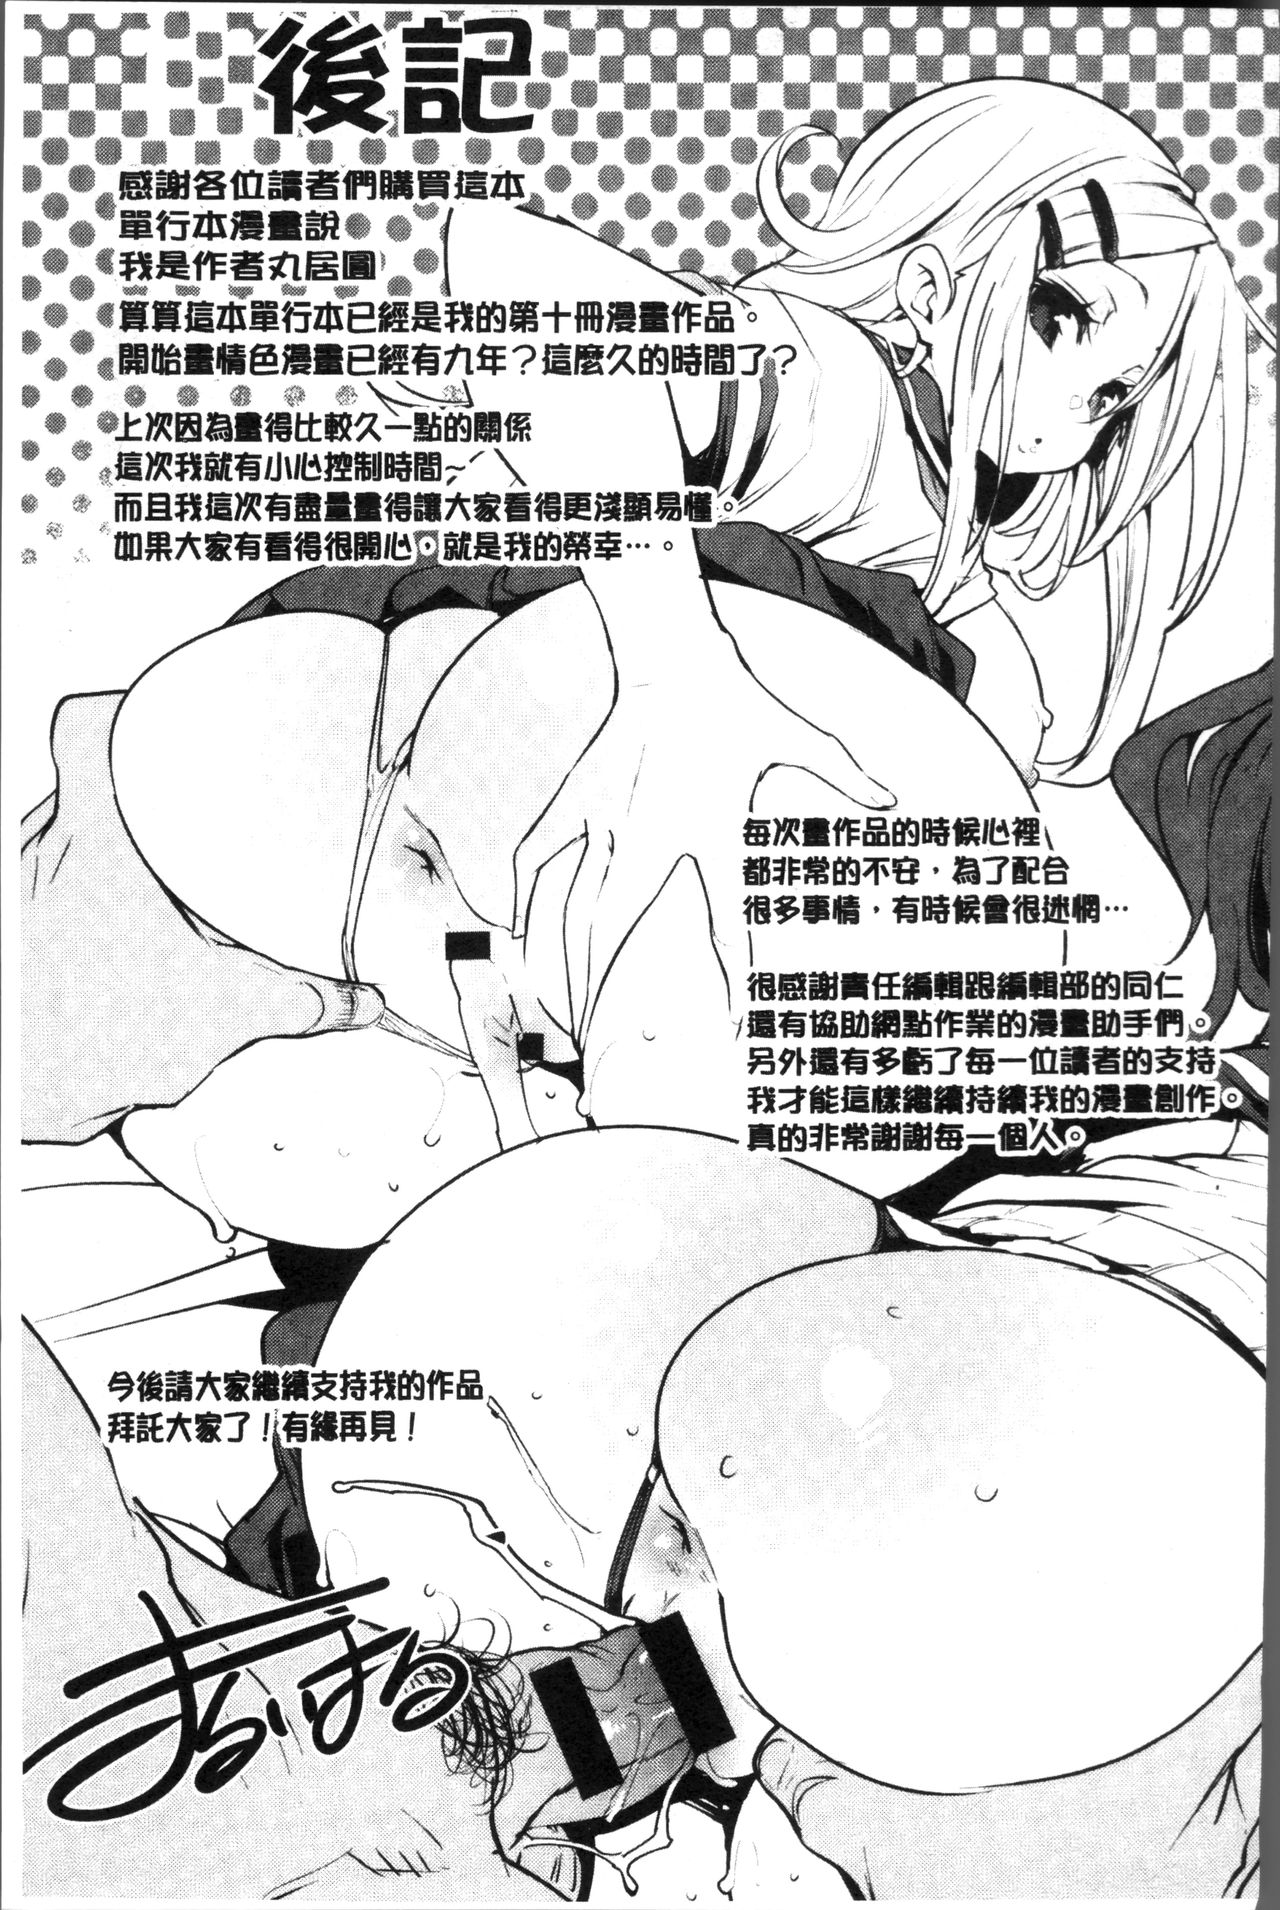 後記
感謝各位讀者們購買這本
單行本漫畫說
我是作者丸居圓
算算這本單行本已經是我的第十冊漫畫作品。
開始畫情色漫畫已經有九年？這麼久的時間了？
上次因為畫得比較久一點的關係
這次我就有小心控制時間~
而且我這次有盡量畫得讓大家看得更淺顯易懂。
如果大家有看得很開心，就是我的榮幸…。
每次畫作品的時候心裡
都非常的不安，為了配合
很多事情，有時候會很迷惘…
很感謝責任編輯跟編輯部的同仁
還有協助網點作業的漫畫助手們。
另外還有多虧了每一位讀者的支持
我才能這樣繼續持續我的漫畫創作。
真的非常謝謝每一個人。
今後請大家繼續支持我的作品
拜託大家了！有緣再見！
まるいまる